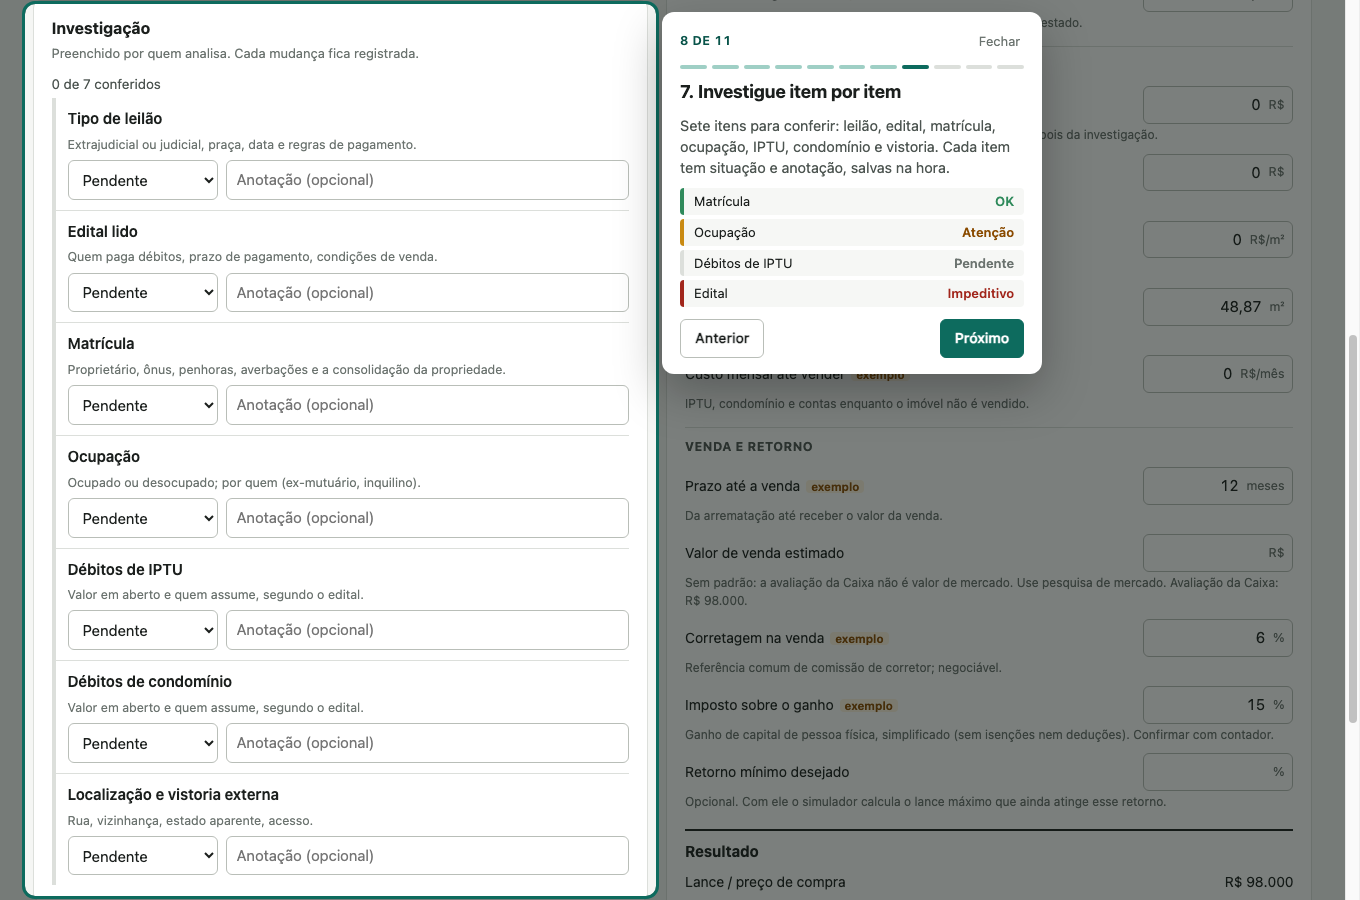 Investigação
Preenchido por quem analisa. Cada mudança fica registrada.
0 de 7 conferidos
Tipo de leilão
Extrajudicial ou judicial, praça, data e regras de pagamento.
Pendente
Anotação (opcional)
Edital lido
Quem paga débitos, prazo de pagamento, condições de venda.
Pendente
Anotação (opcional)
Matrícula
Proprietário, ônus, penhoras, averbações e a consolidação da propriedade.
Pendente
Anotação (opcional)
Ocupação
Ocupado ou desocupado; por quem (ex-mutuário, inquilino).
Pendente
Anotação (opcional)
Débitos de IPTU
Valor em aberto e quem assume, segundo o edital.
Pendente
Anotação (opcional)
Débitos de condomínio
Valor em aberto e quem assume, segundo o edital.
Pendente
Anotação (opcional)
Localização e vistoria externa
Rua, vizinhança, estado aparente, acesso.
Pendente
Anotação (opcional)
8 DE 11
Fechar
7. Investigue item por item
Sete itens para conferir: leilão, edital, matrícula,
ocupação, IPTU, condomínio e vistoria. Cada item
tem situação e anotação, salvas na hora.
Matrícula OK
Ocupação Atenção
Débitos de IPTU Pendente
Edital Impeditivo
Anterior
Próximo
estado.
0 R$
pois da investigação.
0 R$
0 R$/m²
48,87 m²
Custo mensal até vender exemplo
0 R$/mês
IPTU, condomínio e contas enquanto o imóvel não é vendido.
VENDA E RETORNO
Prazo até a venda exemplo
12 meses
Da arrematação até receber o valor da venda.
Valor de venda estimado
R$
Sem padrão: a avaliação da Caixa não é valor de mercado. Use pesquisa de mercado. Avaliação da Caixa:
R$ 98.000.
Corretagem na venda exemplo
6 %
Referência comum de comissão de corretor; negociável.
Imposto sobre o ganho exemplo
15 %
Ganho de capital de pessoa física, simplificado (sem isenções nem deduções). Confirmar com contador.
Retorno mínimo desejado
%
Opcional. Com ele o simulador calcula o lance máximo que ainda atinge esse retorno.
Resultado
Lance / preço de compra R$ 98.000